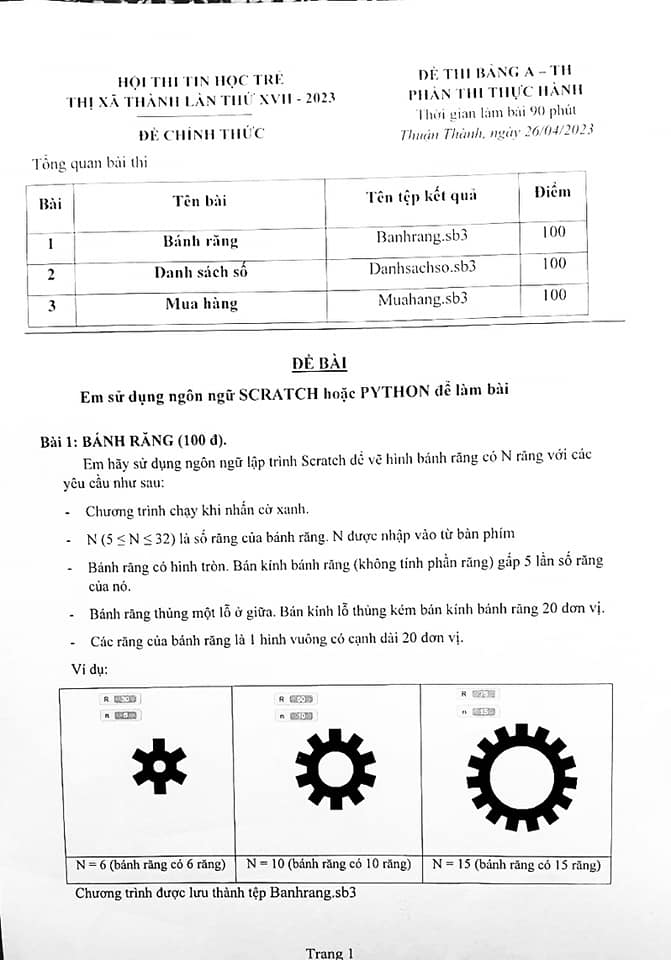 HỘI THI TIN HỌC TRẺ
THỊ XÃ THÀNH LẦN THỨ XVII - 2023
ĐỀ CHÍNH THỨC
ĐỀ THI BẢNG A – TH
PHẦN THI THỰC HÀNH
Thời gian làm bài 90 phút
Thuận Thành, ngày 26/04/2023
Tổng quan bài thi
Bài Tên bài Tên tệp kết quả Điểm
1 Bánh răng Banhrang.sb3 100
2 Danh sách số Danhsachso.sb3 100
3 Mua hàng Muahang.sb3 100
ĐỀ BÀI
Em sử dụng ngôn ngữ SCRATCH hoặc PYTHON để làm bài
Bài 1: BÁNH RĂNG (100 đ).
Em hãy sử dụng ngôn ngữ lập trình Scratch để vẽ hình bánh răng có N răng với các
yêu cầu như sau:
- Chương trình chạy khi nhấn cờ xanh.
- N (5 ≤ N ≤ 32) là số răng của bánh răng. N được nhập vào từ bàn phím
- Bánh răng có hình tròn. Bán kính bánh răng (không tính phần răng) gấp 5 lần số răng
của nó.
- Bánh răng thủng một lỗ ở giữa. Bán kính lỗ thủng kém bán kính bánh răng 20 đơn vị.
- Các răng của bánh răng là 1 hình vuông có cạnh dài 20 đơn vị.
Ví dụ:
R 30
n 6
R
n 10
R 75
n 15
N = 6 (bánh răng có 6 răng)
N = 10 (bánh răng có 10 răng)
N = 15 (bánh răng có 15 răng)
Chương trình được lưu thành tệp Banhrang.sb3
Trang 1